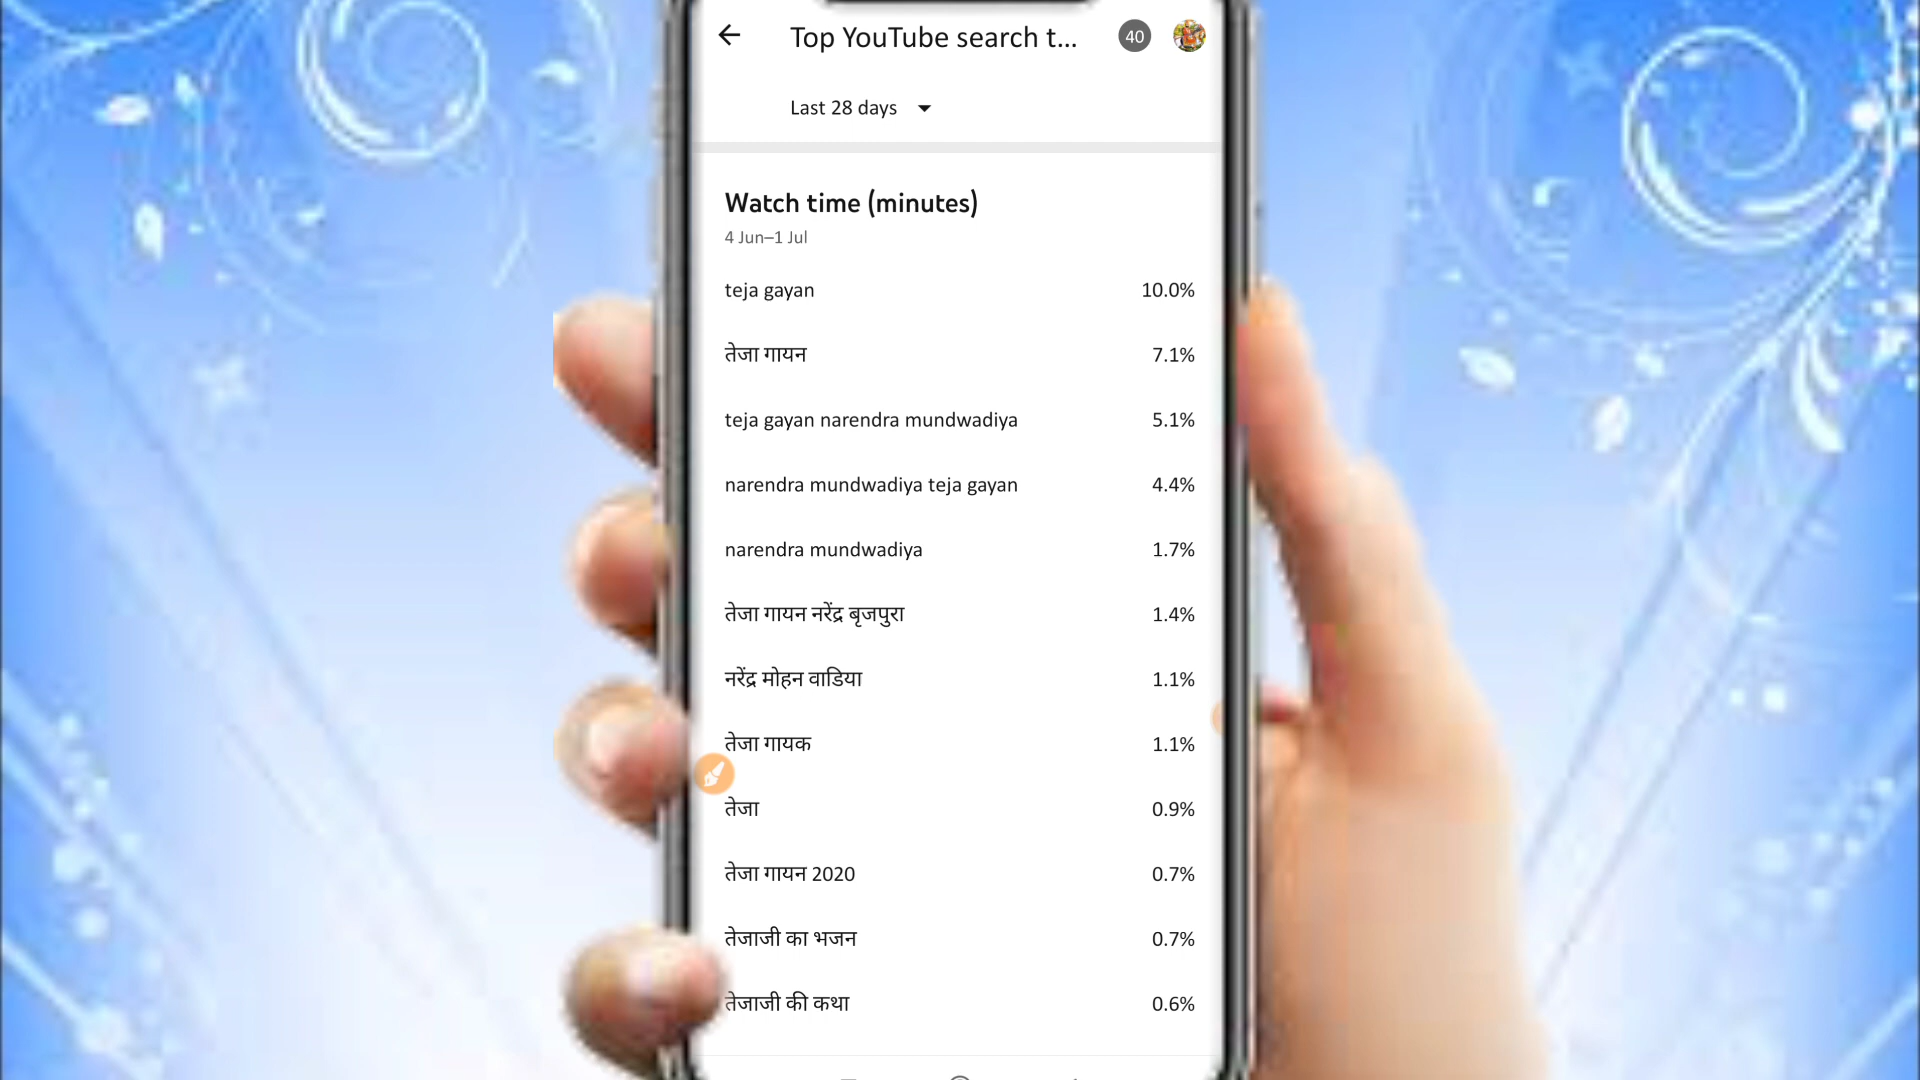 Top YouTube search t...
40
Last 28 days
Watch time (minutes)
4 Jun–1 Jul
teja gayan 10.0%
तेजा गायन 7.1%
teja gayan narendra mundwadiya 5.1%
narendra mundwadiya teja gayan 4.4%
narendra mundwadiya 1.7%
तेजा गायन नरेंद्र बृजपुरा 1.4%
नरेंद्र मोहन वाडिया 1.1%
तेजा गायक 1.1%
तेजा 0.9%
तेजा गायन 2020 0.7%
तेजाजी का भजन 0.7%
तेजाजी की कथा 0.6%